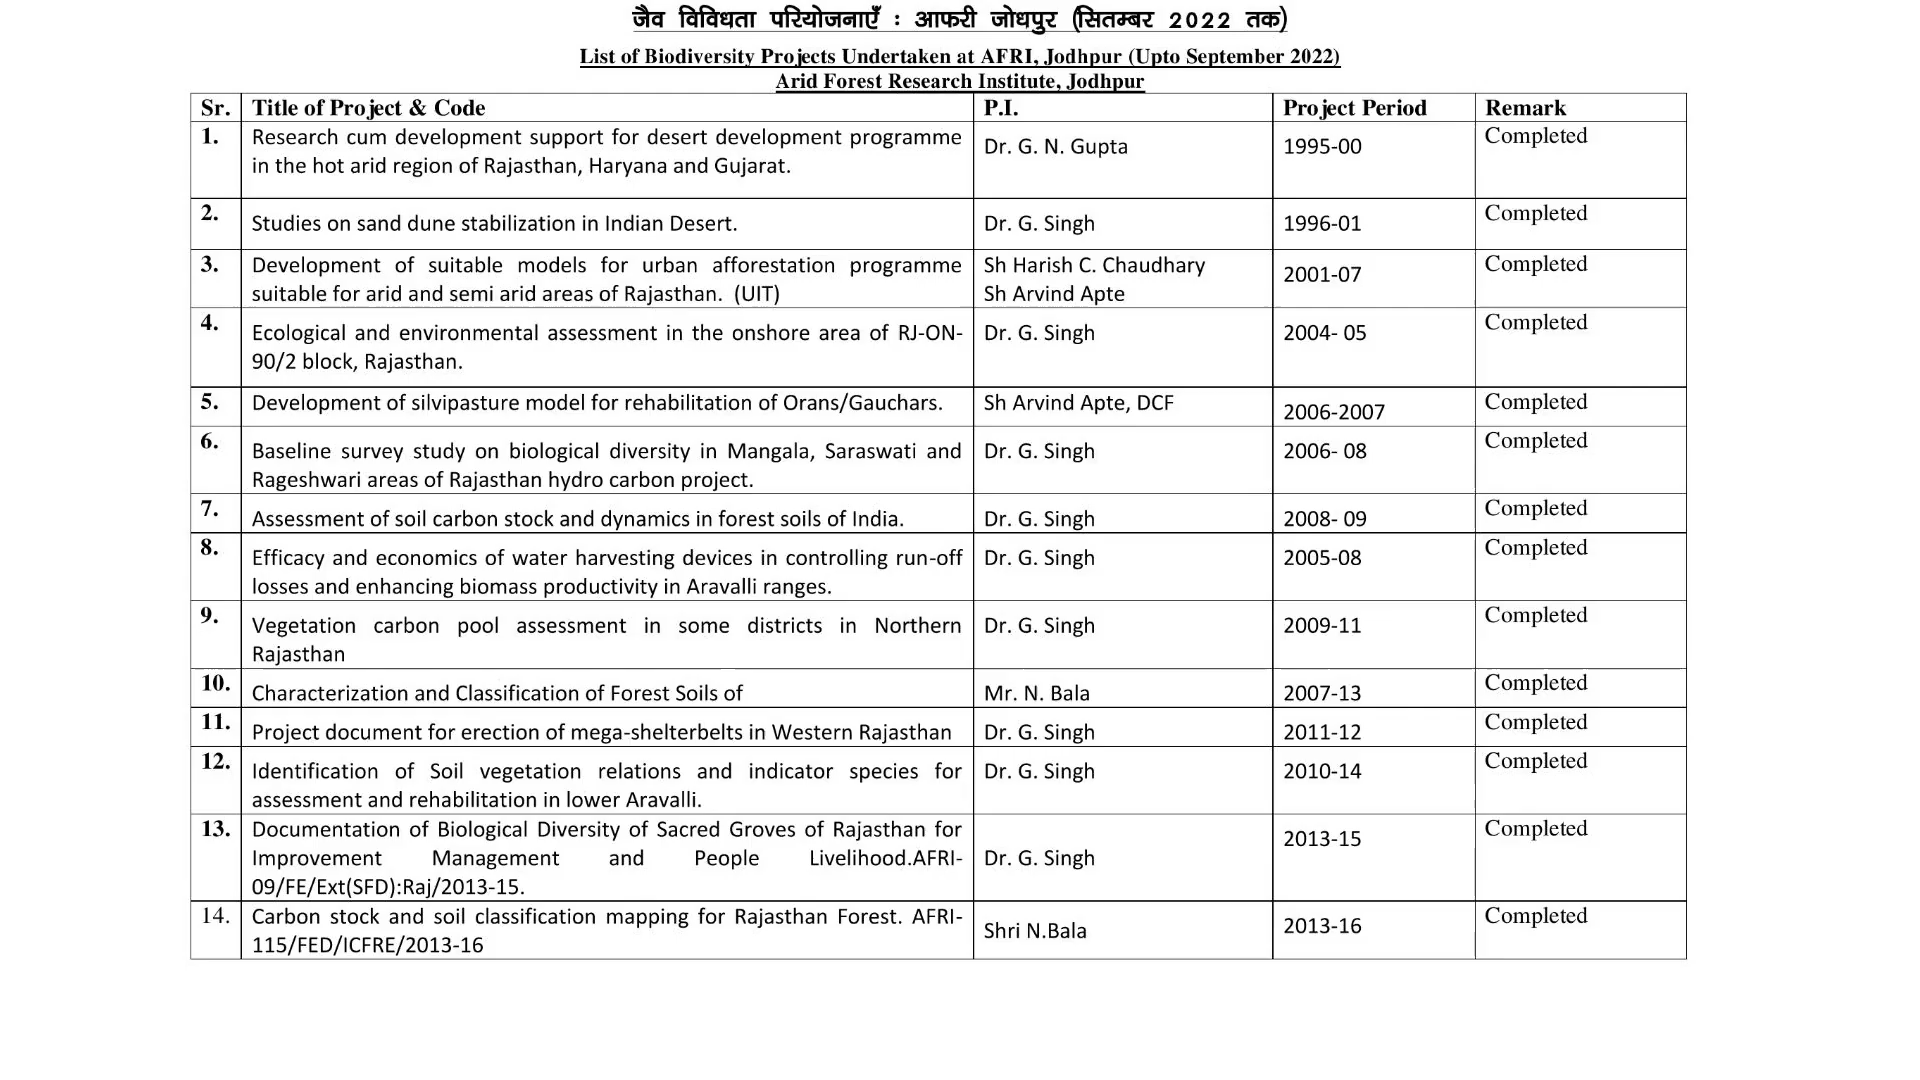 जैव विविधता परियोजनाएँ : आफरी जोधपुर (सितम्बर 2022 तक)
List of Biodiversity Projects Undertaken at AFRI, Jodhpur (Upto September 2022)
Arid Forest Research Institute, Jodhpur
Sr. Title of Project & Code P.I. Project Period Remark
1. Research cum development support for desert development programme
in the hot arid region of Rajasthan, Haryana and Gujarat. Dr. G. N. Gupta 1995-00 Completed
2. Studies on sand dune stabilization in Indian Desert. Dr. G. Singh 1996-01 Completed
3. Development of suitable models for urban afforestation programme Sh Harish C. Chaudhary 2001-07 Completed
suitable for arid and semi arid areas of Rajasthan. (UIT) Sh Arvind Apte
4. Ecological and environmental assessment in the onshore area of RJ-ON- Dr. G. Singh 2004- 05 Completed
90/2 block, Rajasthan.
5. Development of silvipasture model for rehabilitation of Orans/Gauchars. Sh Arvind Apte, DCF 2006-2007 Completed
6. Baseline survey study on biological diversity in Mangala, Saraswati and Dr. G. Singh 2006- 08 Completed
Rageshwari areas of Rajasthan hydro carbon project.
7. Assessment of soil carbon stock and dynamics in forest soils of India. Dr. G. Singh 2008- 09 Completed
8. Efficacy and economics of water harvesting devices in controlling run-off Dr. G. Singh 2005-08 Completed
losses and enhancing biomass productivity in Aravalli ranges.
9. Vegetation carbon pool assessment in some districts in Northern Dr. G. Singh 2009-11 Completed
Rajasthan
10. Characterization and Classification of Forest Soils of Mr. N. Bala 2007-13 Completed
11. Project document for erection of mega-shelterbelts in Western Rajasthan Dr. G. Singh 2011-12 Completed
12. Identification of Soil vegetation relations and indicator species for Dr. G. Singh 2010-14 Completed
assessment and rehabilitation in lower Aravalli.
13. Documentation of Biological Diversity of Sacred Groves of Rajasthan for 2013-15 Completed
Improvement Management and People Livelihood.AFRI- Dr. G. Singh
09/FE/Ext(SFD):Raj/2013-15.
14. Carbon stock and soil classification mapping for Rajasthan Forest. AFRI- Shri N.Bala 2013-16 Completed
115/FED/ICFRE/2013-16